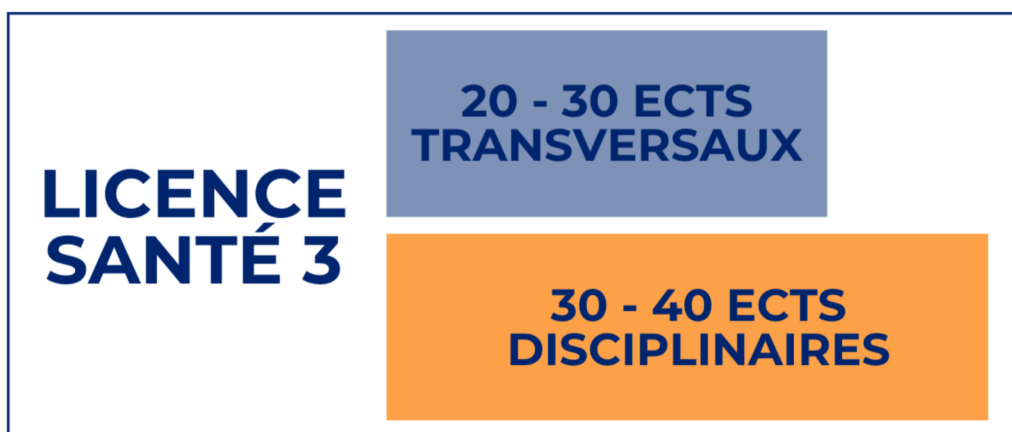 LICENCE
SANTÉ 3
20 - 30 ECTS
TRANSVERSAUX
30 - 40 ECTS
DISCIPLINAIRES